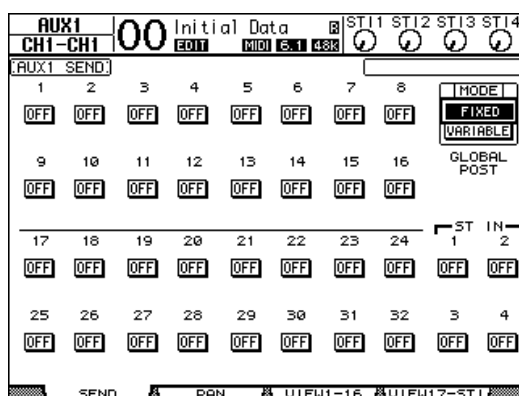 AUX1
CH1-CH1
00
Initial Data
EDIT
MIDI 6.1 48K
STI1 STI2 STI3 STI4
AUX1 SEND
1 2 3 4 5 6 7 8
OFF OFF OFF OFF OFF OFF OFF OFF
MODE
FIXED
VARIABLE
9 10 11 12 13 14 15 16
OFF OFF OFF OFF OFF OFF OFF OFF
GLOBAL
POST
ST IN
17 18 19 20 21 22 23 24 1 2
OFF OFF OFF OFF OFF OFF OFF OFF OFF OFF
25 26 27 28 29 30 31 32 3 4
OFF OFF OFF OFF OFF OFF OFF OFF OFF OFF
SEND PAN VIEW1-16 VIEW17-STI